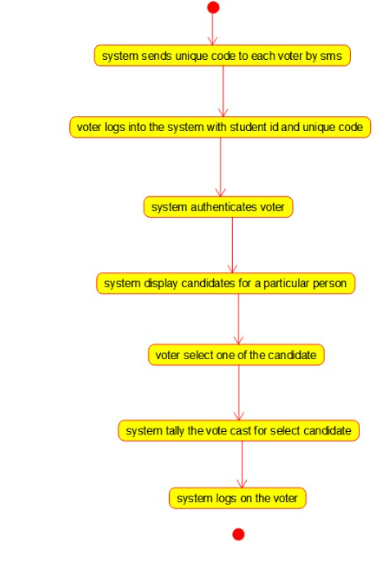 system sends unique code to each voter by sms
voter logs into the system with student id and unique code
system authenticates voter
system display candidates for a particular person
voter select one of the candidate
system tally the vote cast for select candidate
system logs on the voter